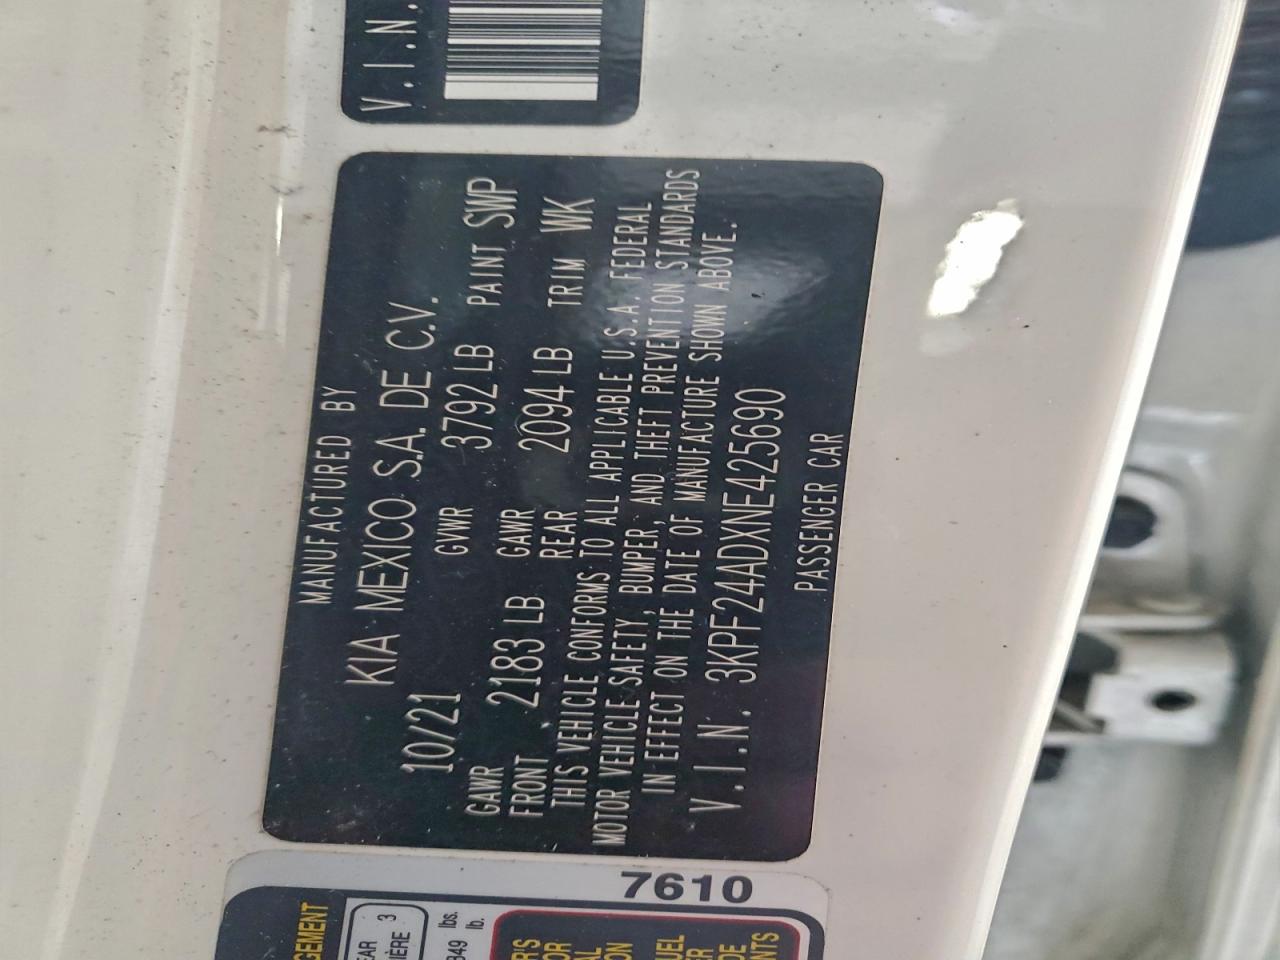 V.I.N.
MANUFACTURED BY
KIA MEXICO S.A. DE C.V.
10/21 GVWR 3792 LB PAINT SWP
GAWR FRONT 2183 LB GAWR REAR 2094 LB TRIM WK
THIS VEHICLE CONFORMS TO ALL APPLICABLE U.S.A. FEDERAL
MOTOR VEHICLE SAFETY, BUMPER, AND THEFT PREVENTION STANDARDS
IN EFFECT ON THE DATE OF MANUFACTURE SHOWN ABOVE.
V.I.N. 3KPF24ADXNE425690
PASSENGER CAR
7610